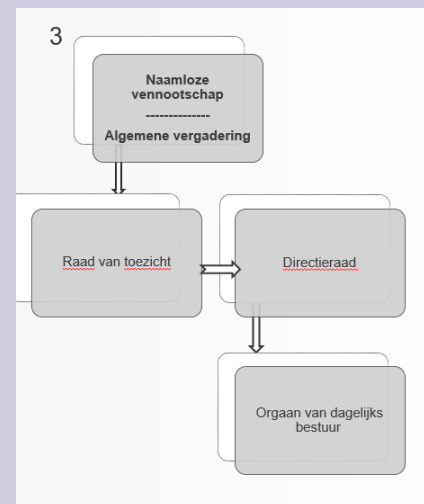 3
Naamloze
vennootschap
--------------
Algemene vergadering
Raad van toezicht
Directieraad
Orgaan van dagelijks
bestuur